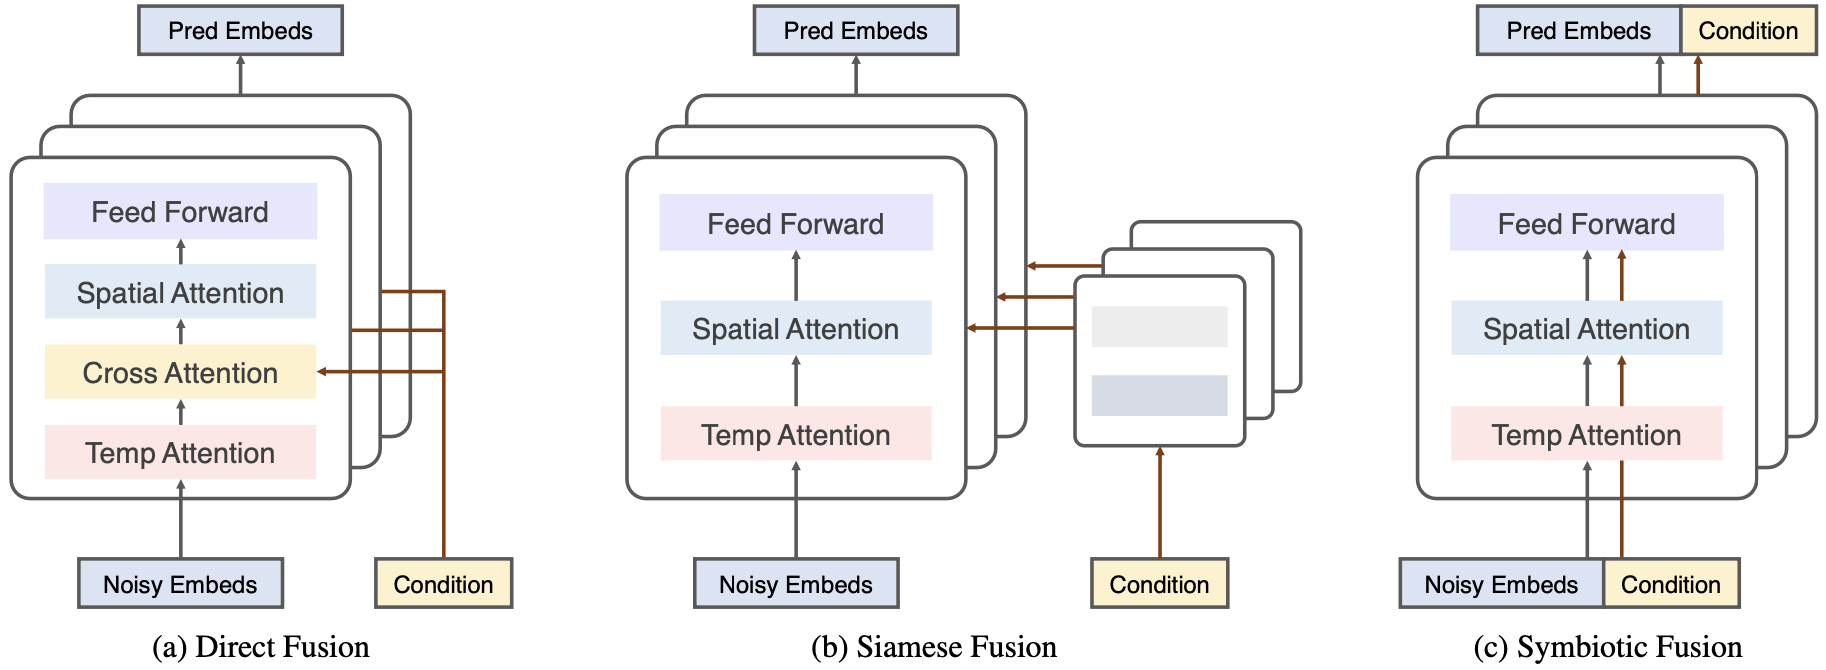 Pred Embeds
Feed Forward
Spatial Attention
Cross Attention
Temp Attention
Noisy Embeds
Condition
(a) Direct Fusion
Pred Embeds
Feed Forward
Spatial Attention
Temp Attention
Noisy Embeds
Condition
(b) Siamese Fusion
Pred Embeds
Condition
Feed Forward
Spatial Attention
Temp Attention
Noisy Embeds
Condition
(c) Symbiotic Fusion